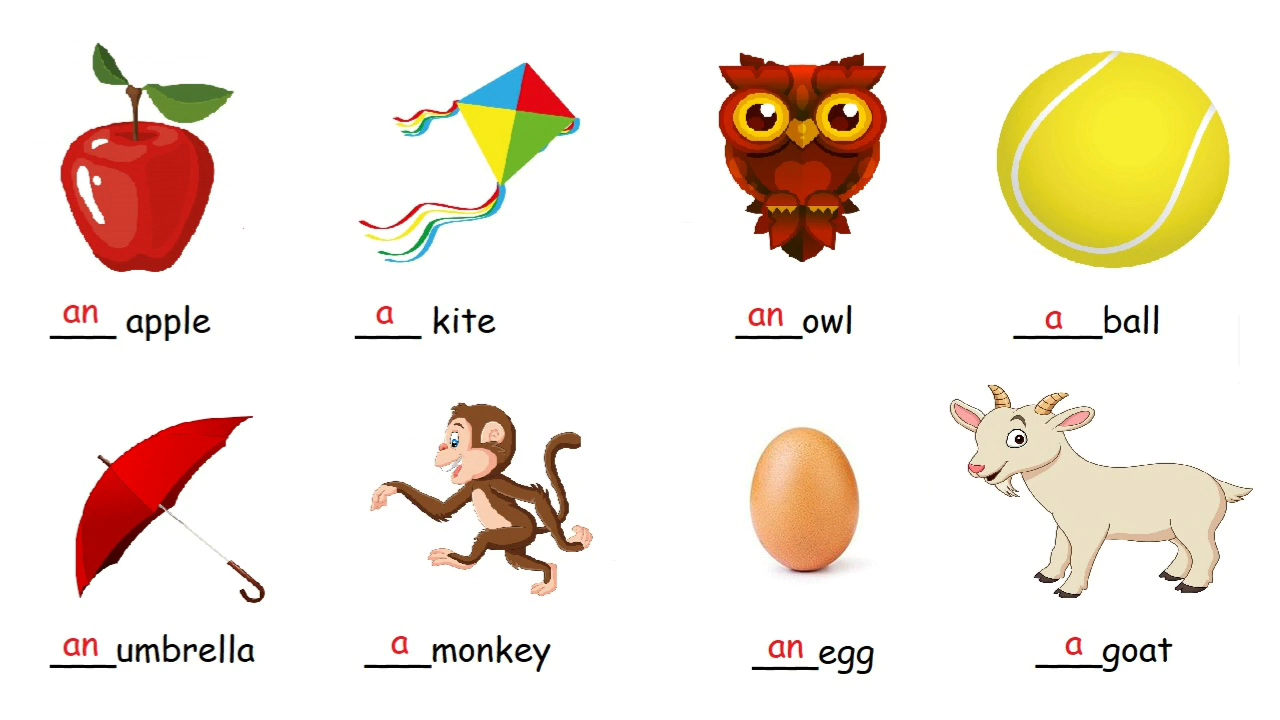 an apple
a kite
an owl
a ball
an umbrella
a monkey
an egg
a goat